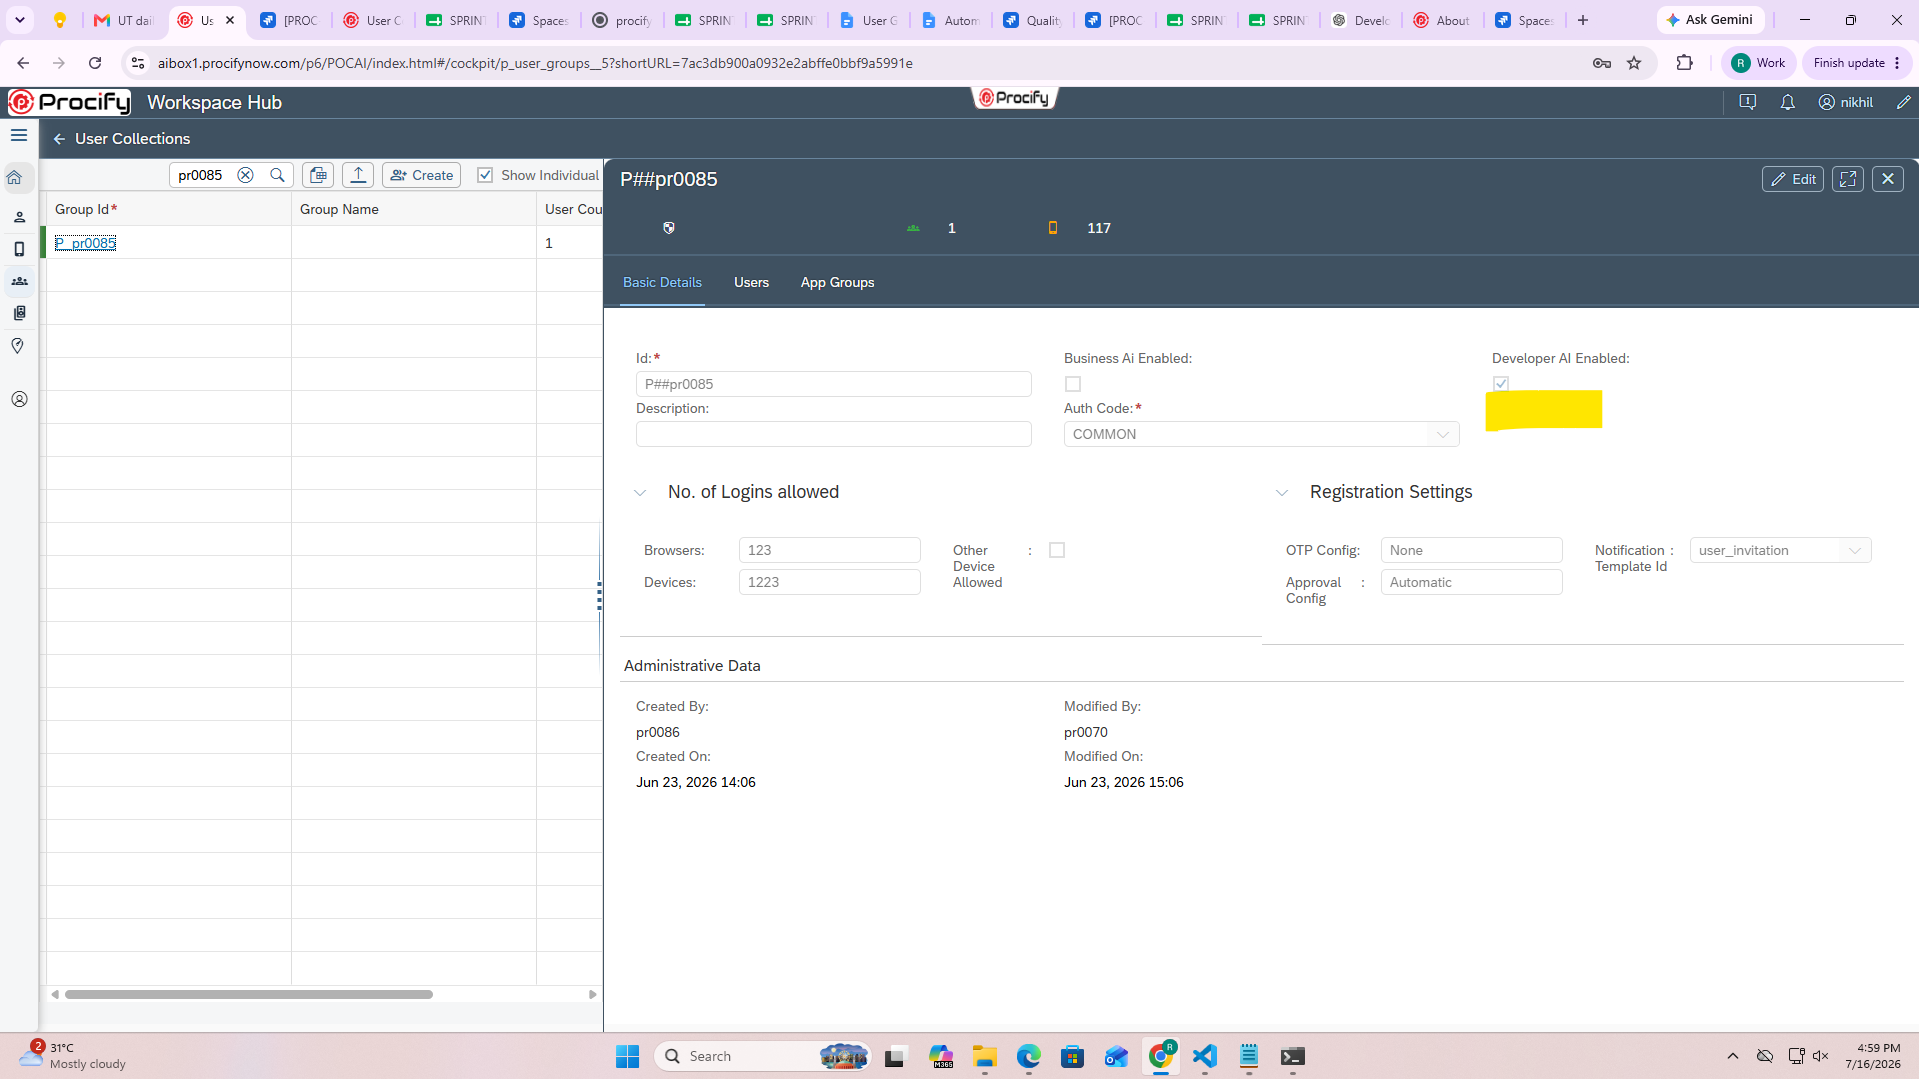 UT dail
Us
[PROC
User C
SPRIN
Spaces
procify
SPRIN
SPRIN
User G
Autom
Quality
[PROC
SPRIN
SPRIN
Develo
About
Spaces
Ask Gemini
aibox1.procifynow.com/p6/POCAI/index.html#/cockpit/p_user_groups__5?shortURL=7ac3db900a0932e2abffe0bbf9a5991e
R Work
Finish update
Procify Workspace Hub
Procify
nikhil
User Collections
pr0085
Create
Show Individual
Group Id*
Group Name
User Cou
P_pr0085
1
P##pr0085
Edit
1
117
Basic Details
Users
App Groups
Id:*
P##pr0085
Description:
Business Ai Enabled:
Auth Code:*
COMMON
Developer AI Enabled:
No. of Logins allowed
Browsers:
123
Devices:
1223
Other Device Allowed :
Registration Settings
OTP Config:
None
Approval Config :
Automatic
Notification Template Id :
user_invitation
Administrative Data
Created By:
pr0086
Created On:
Jun 23, 2026 14:06
Modified By:
pr0070
Modified On:
Jun 23, 2026 15:06
2
31°C
Mostly cloudy
Search
M365
R
4:59 PM
7/16/2026